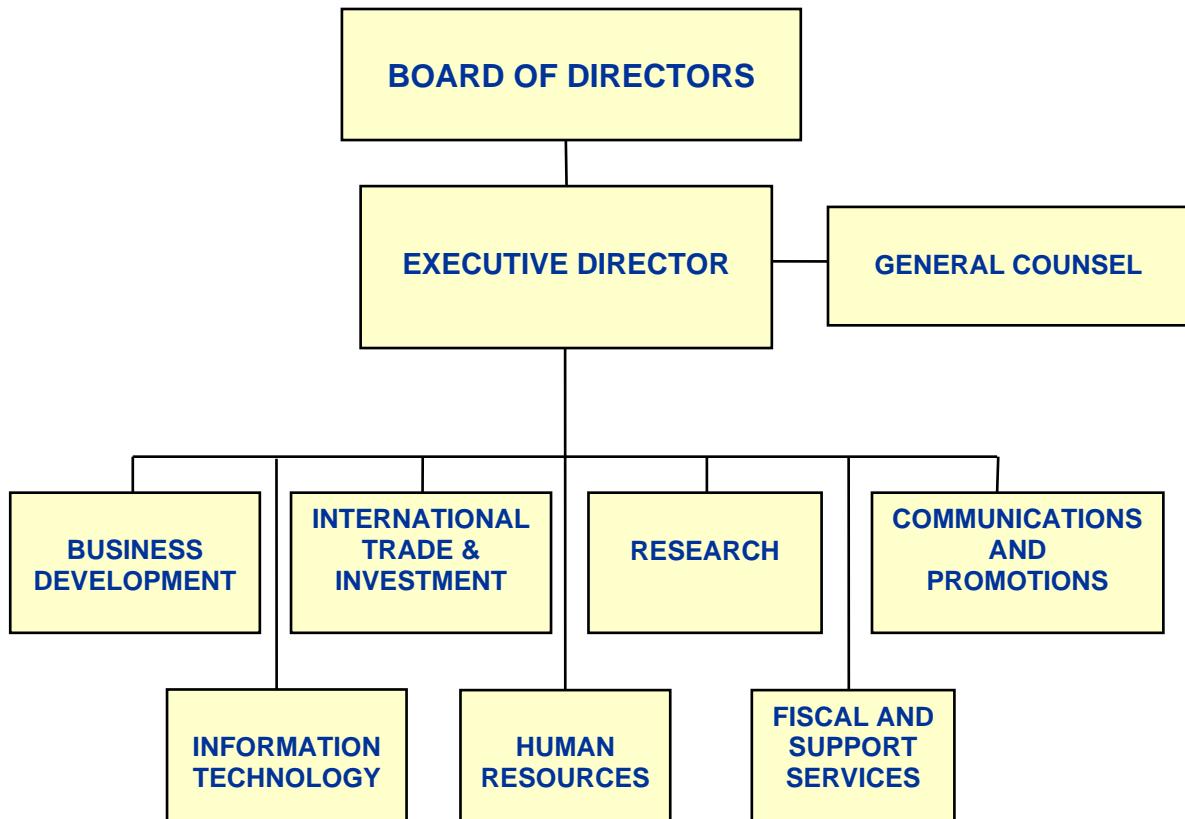 BOARD OF DIRECTORS
EXECUTIVE DIRECTOR
GENERAL COUNSEL
BUSINESS
DEVELOPMENT
INTERNATIONAL
TRADE &
INVESTMENT
RESEARCH
COMMUNICATIONS
AND
PROMOTIONS
INFORMATION
TECHNOLOGY
HUMAN
RESOURCES
FISCAL AND
SUPPORT
SERVICES